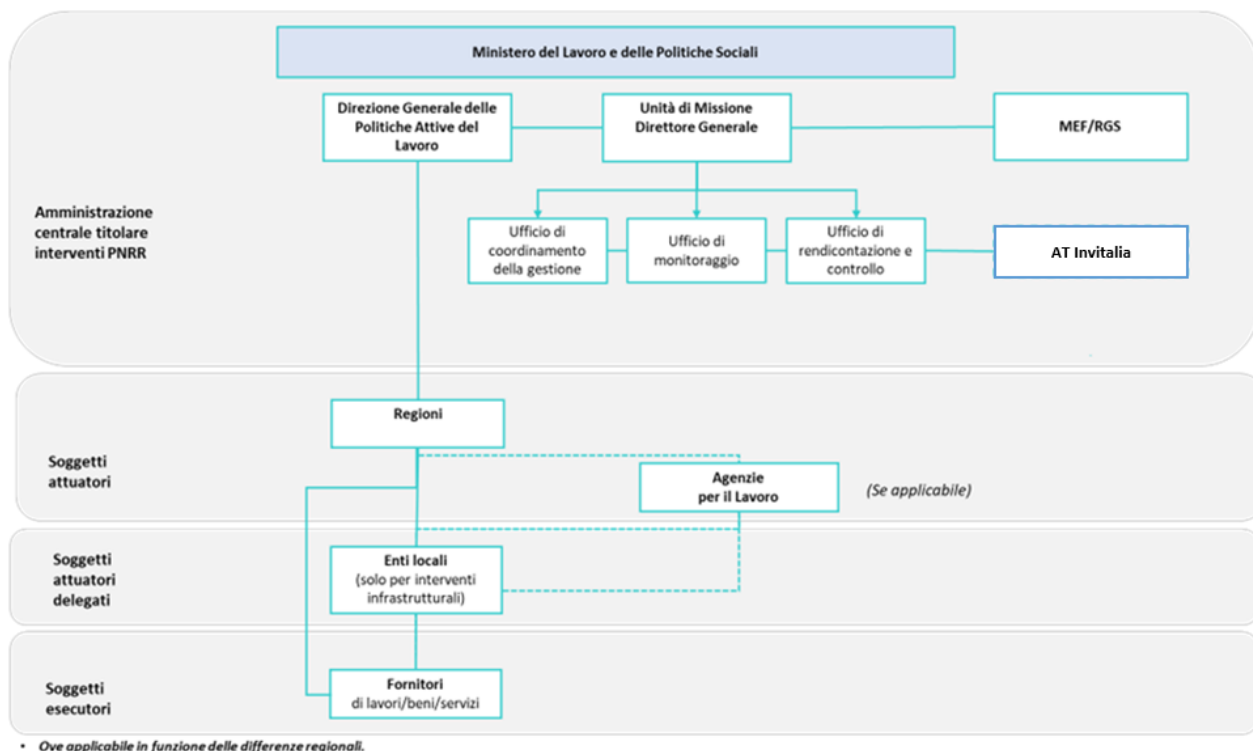 Ministero del Lavoro e delle Politiche Sociali
Direzione Generale delle
Politiche Attive del
Lavoro
Unità di Missione
Direttore Generale
MEF/RGS
Amministrazione
centrale titolare
interventi PNRR
Ufficio di
coordinamento
della gestione
Ufficio di
monitoraggio
Ufficio di
rendicontazione e
controllo
AT Invitalia
Regioni
Soggetti
attuatori
Agenzie
per il Lavoro
(Se applicabile)
Soggetti
attuatori
delegati
Enti locali
(solo per interventi
infrastrutturali)
Soggetti
esecutori
Fornitori
di lavori/beni/servizi
• Ove applicabile in funzione delle differenze regionali.